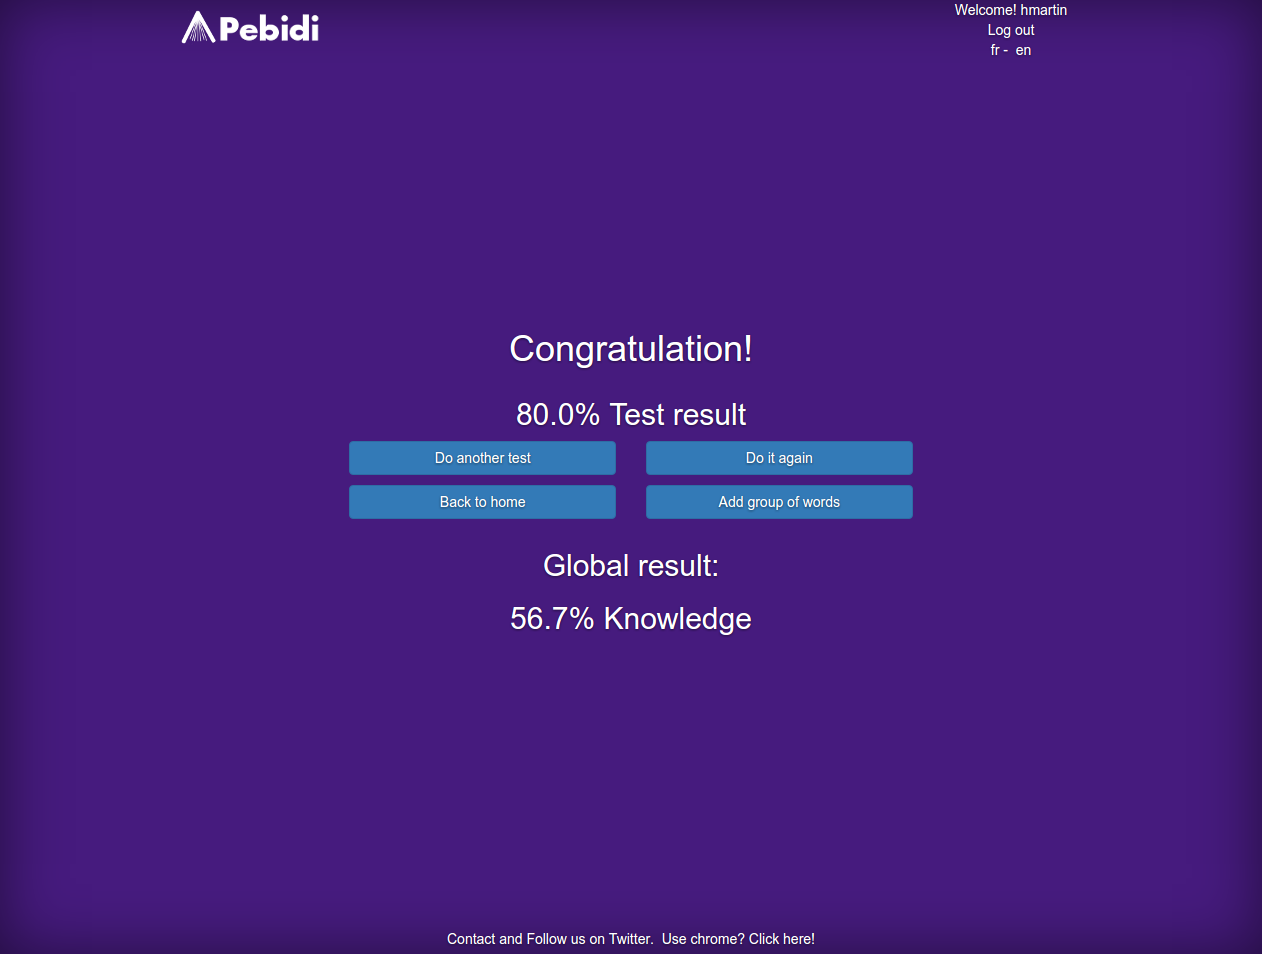 Pebidi
Welcome! hmartin
Log out
fr - en
Congratulation!
80.0% Test result
Do another test
Do it again
Back to home
Add group of words
Global result:
56.7% Knowledge
Contact and Follow us on Twitter. Use chrome? Click here!